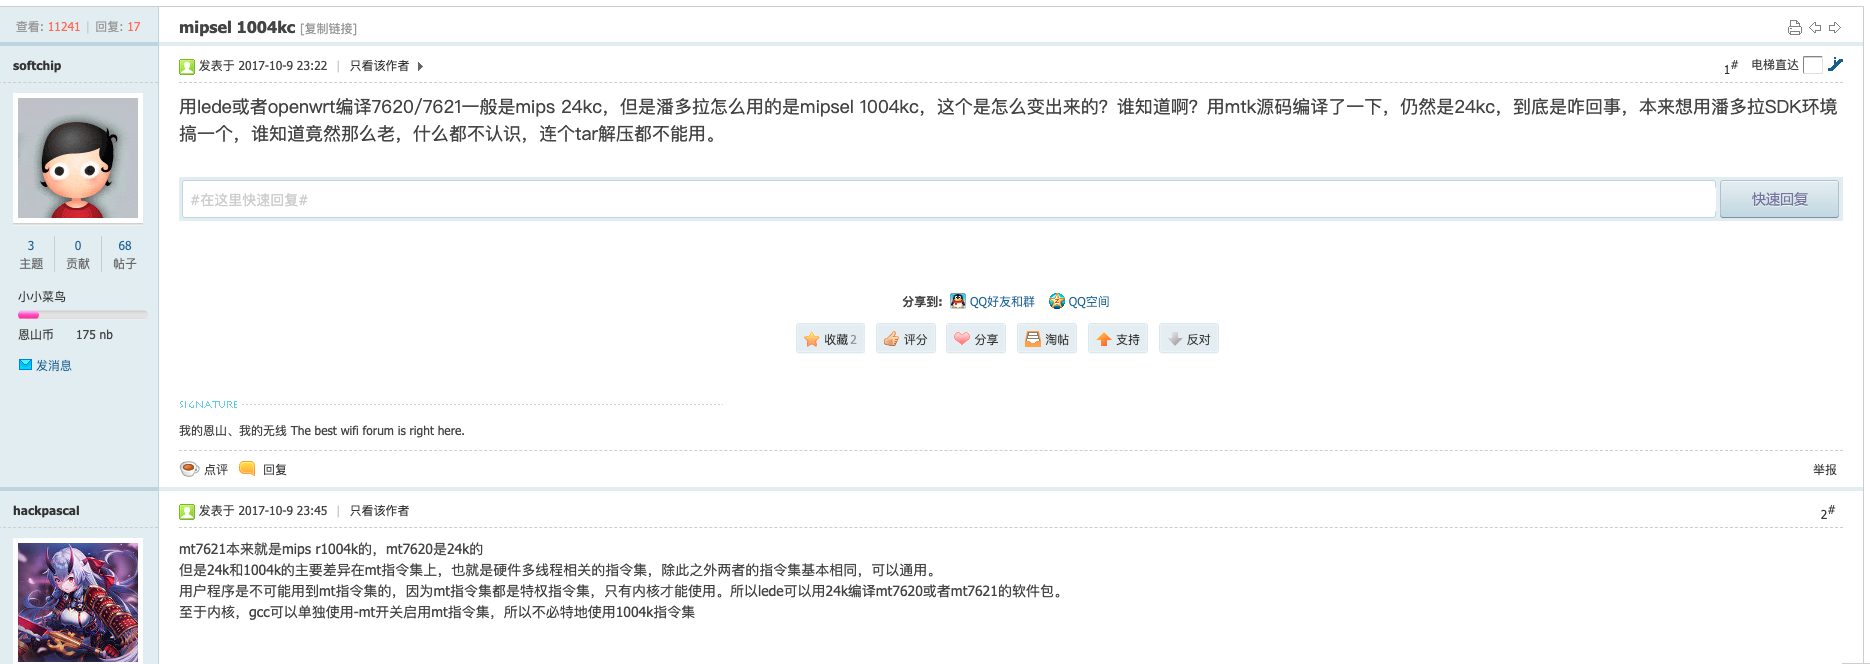 查看: 11241 | 回复: 17
mipsel 1004kc [复制链接]
softchip
发表于 2017-10-9 23:22 | 只看该作者
1# 电梯直达
用lede或者openwrt编译7620/7621一般是mips 24kc，但是潘多拉怎么用的是mipsel 1004kc，这个是怎么变出来的？谁知道啊？用mtk源码编译了一下，仍然是24kc，到底是咋回事，本来想用潘多拉SDK环境
搞一个，谁知道竟然那么老，什么都不认识，连个tar解压都不能用。
#在这里快速回复#
快速回复
3 0 68
主题 贡献 帖子
小小菜鸟
恩山币 175 nb
发消息
分享到: QQ好友和群 QQ空间
收藏2 评分 分享 淘帖 支持 反对
SIGNATURE
我的恩山、我的无线 The best wifi forum is right here.
点评 回复 举报
hackpascal
发表于 2017-10-9 23:45 | 只看该作者
2#
mt7621本来就是mips r1004k的，mt7620是24k的
但是24k和1004k的主要差异在mt指令集上，也就是硬件多线程相关的指令集，除此之外两者的指令集基本相同，可以通用。
用户程序是不可能用到mt指令集的，因为mt指令集都是特权指令集，只有内核才能使用。所以lede可以用24k编译mt7620或者mt7621的软件包。
至于内核，gcc可以单独使用-mt开关启用mt指令集，所以不必特地使用1004k指令集